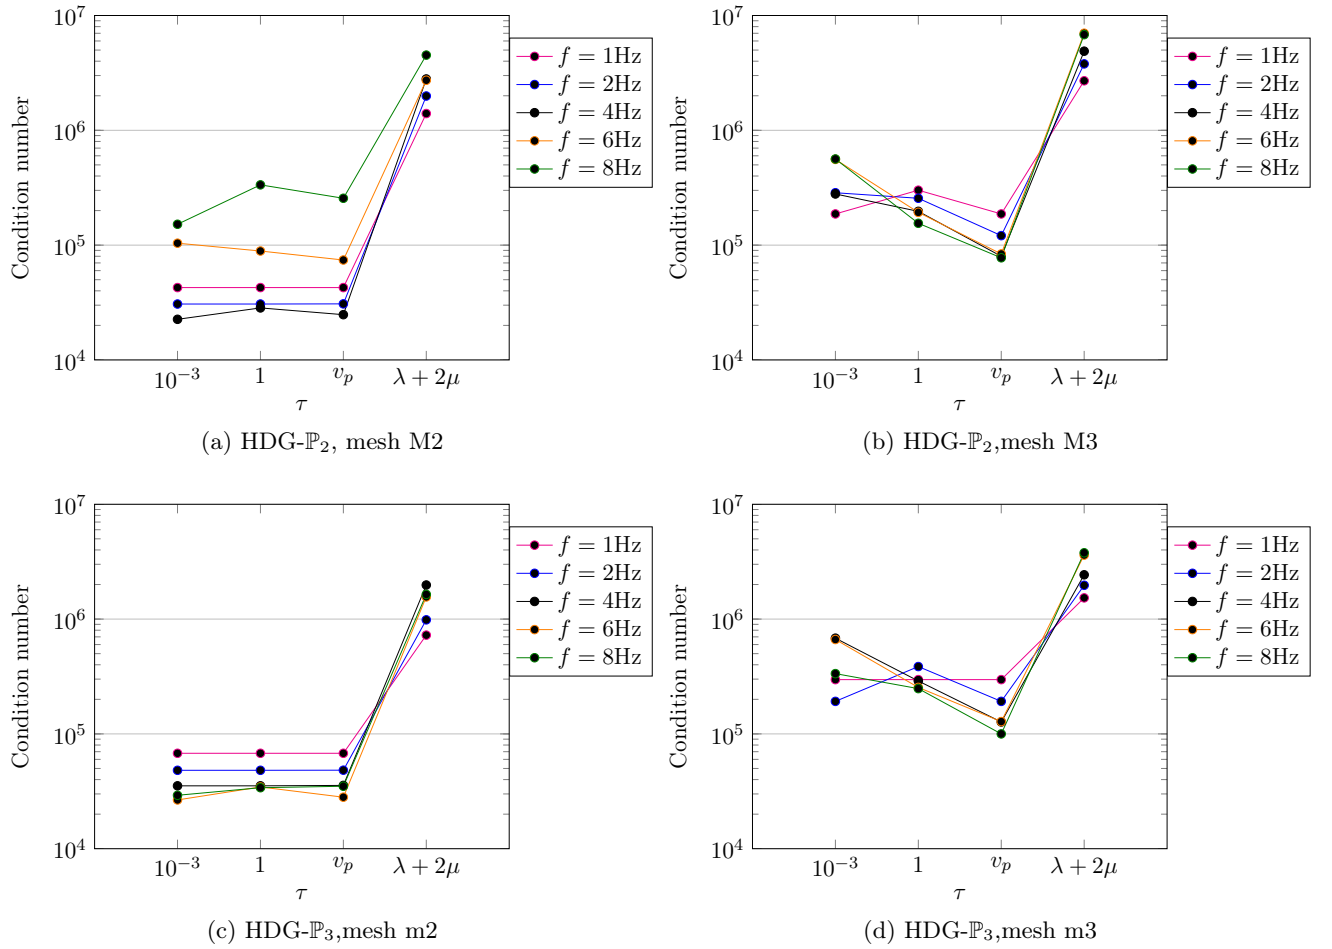 10^7
10^6
10^5
10^4
Condition number
10^{-3} 1 v_p λ + 2μ
τ
f = 1Hz
f = 2Hz
f = 4Hz
f = 6Hz
f = 8Hz
(a) HDG-ℙ₂, mesh M2
10^7
10^6
10^5
10^4
Condition number
10^{-3} 1 v_p λ + 2μ
τ
f = 1Hz
f = 2Hz
f = 4Hz
f = 6Hz
f = 8Hz
(b) HDG-ℙ₂,mesh M3
10^7
10^6
10^5
10^4
Condition number
10^{-3} 1 v_p λ + 2μ
τ
f = 1Hz
f = 2Hz
f = 4Hz
f = 6Hz
f = 8Hz
(c) HDG-ℙ₃,mesh m2
10^7
10^6
10^5
10^4
Condition number
10^{-3} 1 v_p λ + 2μ
τ
f = 1Hz
f = 2Hz
f = 4Hz
f = 6Hz
f = 8Hz
(d) HDG-ℙ₃,mesh m3